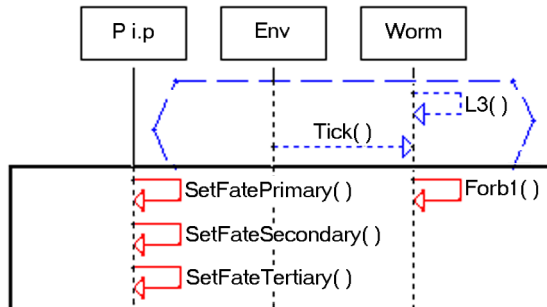 P i.p Env Worm
L3( )
Tick( )
SetFatePrimary( ) Forb1( )
SetFateSecondary( )
SetFateTertiary( )